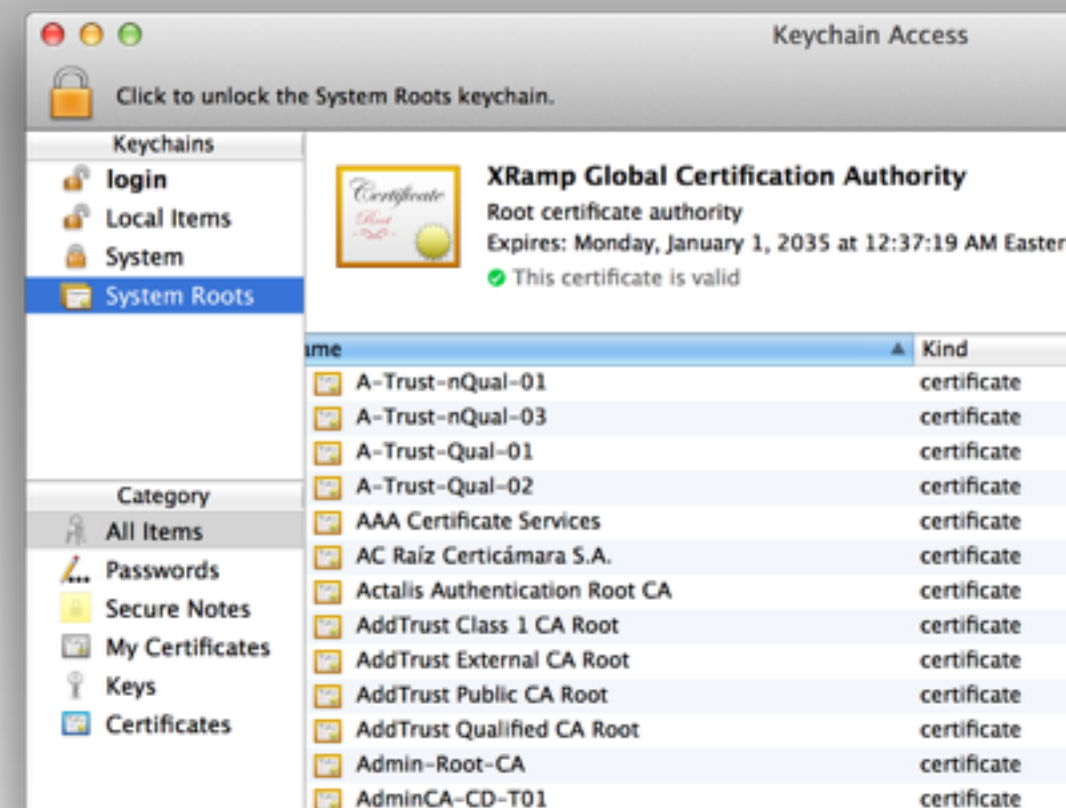 Keychain Access
Click to unlock the System Roots keychain.
Keychains
login
Local Items
System
System Roots
Category
All Items
Passwords
Secure Notes
My Certificates
Keys
Certificates
Certificate
Root
XRamp Global Certification Authority
Root certificate authority
Expires: Monday, January 1, 2035 at 12:37:19 AM Easter
This certificate is valid
ame Kind
A-Trust-nQual-01 certificate
A-Trust-nQual-03 certificate
A-Trust-Qual-01 certificate
A-Trust-Qual-02 certificate
AAA Certificate Services certificate
AC Raíz Certicámara S.A. certificate
Actalis Authentication Root CA certificate
AddTrust Class 1 CA Root certificate
AddTrust External CA Root certificate
AddTrust Public CA Root certificate
AddTrust Qualified CA Root certificate
Admin-Root-CA certificate
AdminCA-CD-T01 certificate